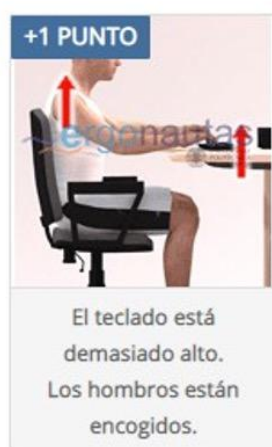 +1 PUNTO
ergonautas
El teclado está
demasiado alto.
Los hombros están
encogidos.